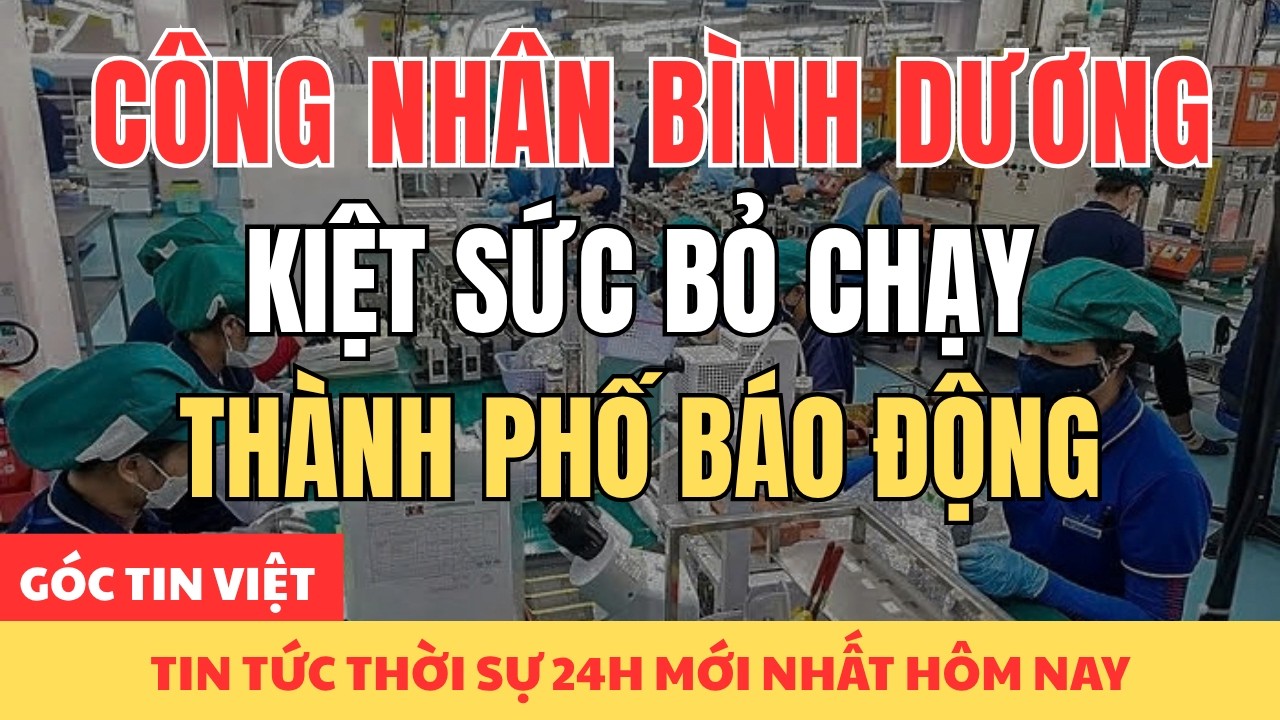 CÔNG NHÂN BÌNH DƯƠNG
KIỆT SỨC BỎ CHẠY
THÀNH PHỐ BÁO ĐỘNG
GÓC TIN VIỆT
TIN TỨC THỜI SỰ 24H MỚI NHẤT HÔM NAY